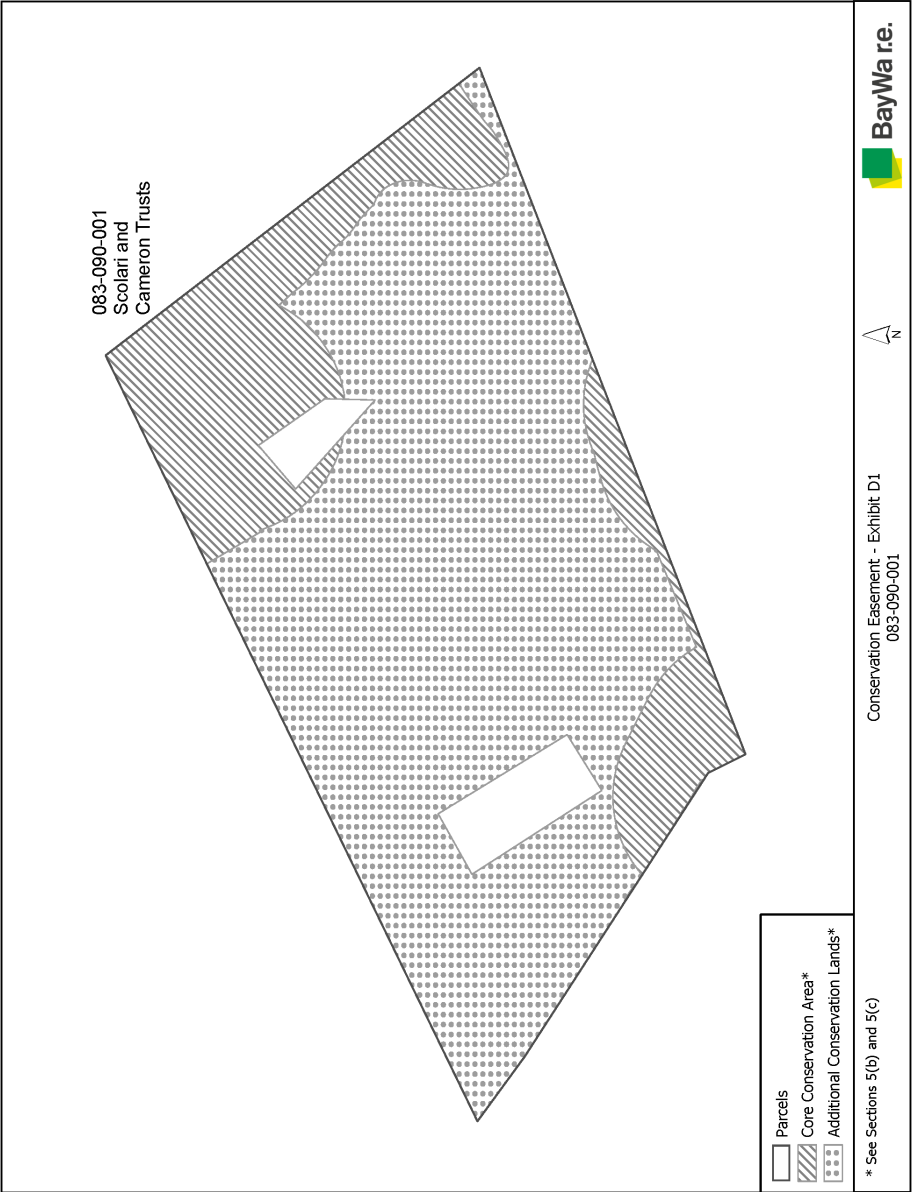 083-090-001
Scolari and
Cameron Trusts
Parcels
Core Conservation Area*
Additional Conservation Lands*
* See Sections 5(b) and 5(c)
Conservation Easement - Exhibit D1
083-090-001
N
BayWa r.e.